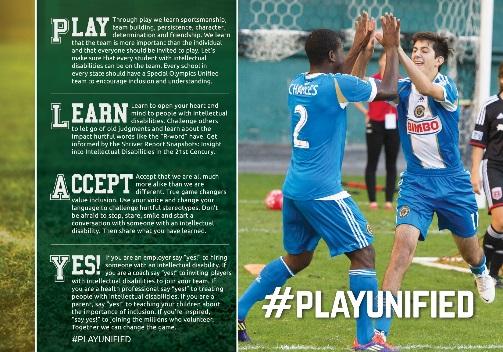 PLAY Through play we learn sportsmanship,
team building, persistence, character,
determination and friendship. We learn
that the team is more important than the individual
and that everyone should be invited to play. Let's
make sure that every student with intellectual
disabilities can be on the team. Every school in
every state should have a Special Olympics Unified
team to encourage inclusion and understanding.
LEARN Learn to open your heart and
mind to people with intellectual
disabilities. Challenge others
to let go of old judgments and learn about the
impact hurtful words like the "R-word" have. Get
informed by the Shriver Report Snapshots: Insight
into Intellectual Disabilities in the 21st Century.
ACCEPT Accept that we are all much
more alike than we are
different. True game changers
value inclusion. Use your voice and change your
language to challenge hurtful stereotypes. Don't
be afraid to stop, stare, smile and start a
conversation with someone with an intellectual
disability. Then share what you have learned.
YES! If you are an employer say "yes!" to hiring
someone with an intellectual disability. If
you are a coach say "yes" to inviting players
with intellectual disabilities to join your team. If
you are a health professional say "yes" to treating
people with intellectual disabilities. If you are a
parent, say "yes" to teaching your children about
the importance of inclusion. If you're inspired,
"say yes!" to joining the millions who volunteer.
Together we can change the game.
#PLAYUNIFIED
CHARLES
2
BIMBO
#PLAYUNIFIED